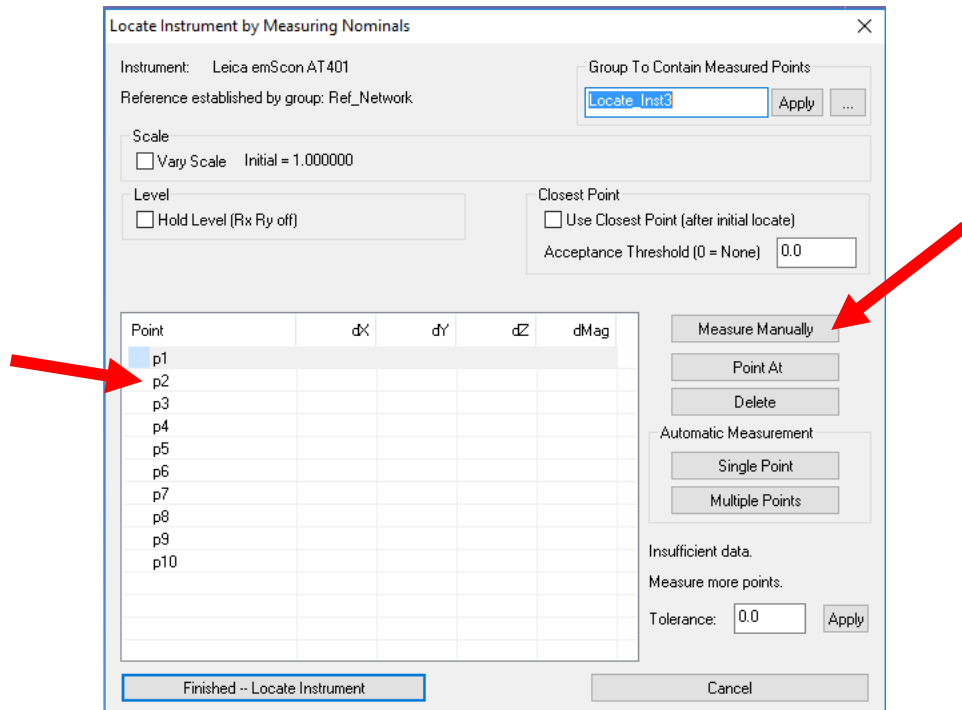 Locate Instrument by Measuring Nominals
Instrument: Leica emScon AT401
Reference established by group: Ref_Network
Group To Contain Measured Points
Locate_Inst3 Apply ...
Scale
Vary Scale Initial = 1.000000
Level
Hold Level (Rx Ry off)
Closest Point
Use Closest Point (after initial locate)
Acceptance Threshold (0 = None) 0.0
Point dX dY dZ dMag
p1
p2
p3
p4
p5
p6
p7
p8
p9
p10
Measure Manually
Point At
Delete
Automatic Measurement
Single Point
Multiple Points
Insufficient data.
Measure more points.
Tolerance: 0.0 Apply
Finished -- Locate Instrument
Cancel